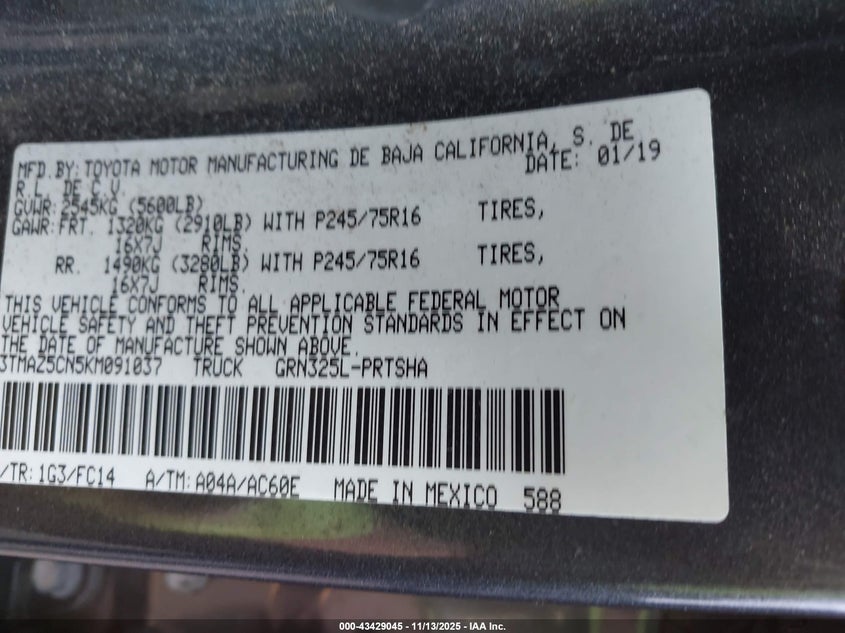 MFD.BY: TOYOTA MOTOR MANUFACTURING DE BAJA CALIFORNIA, S. DE
R.L. DE C.V. DATE: 01/19
GVWR: 2545KG (5600LB)
GAWR: FRT. 1320KG (2910LB) WITH P245/75R16 TIRES,
16X7J RIMS.
RR. 1490KG (3280LB) WITH P245/75R16 TIRES,
16X7J RIMS.
THIS VEHICLE CONFORMS TO ALL APPLICABLE FEDERAL MOTOR
VEHICLE SAFETY AND THEFT PREVENTION STANDARDS IN EFFECT ON
THE DATE OF MANUFACTURE SHOWN ABOVE.
3TMAZ5CN5KM091037 TRUCK GRN325L-PRTSHA
/TR: 1G3/FC14 A/TM: A04A/AC60E MADE IN MEXICO 588
000-43429045 - 11/13/2025 - IAA Inc.